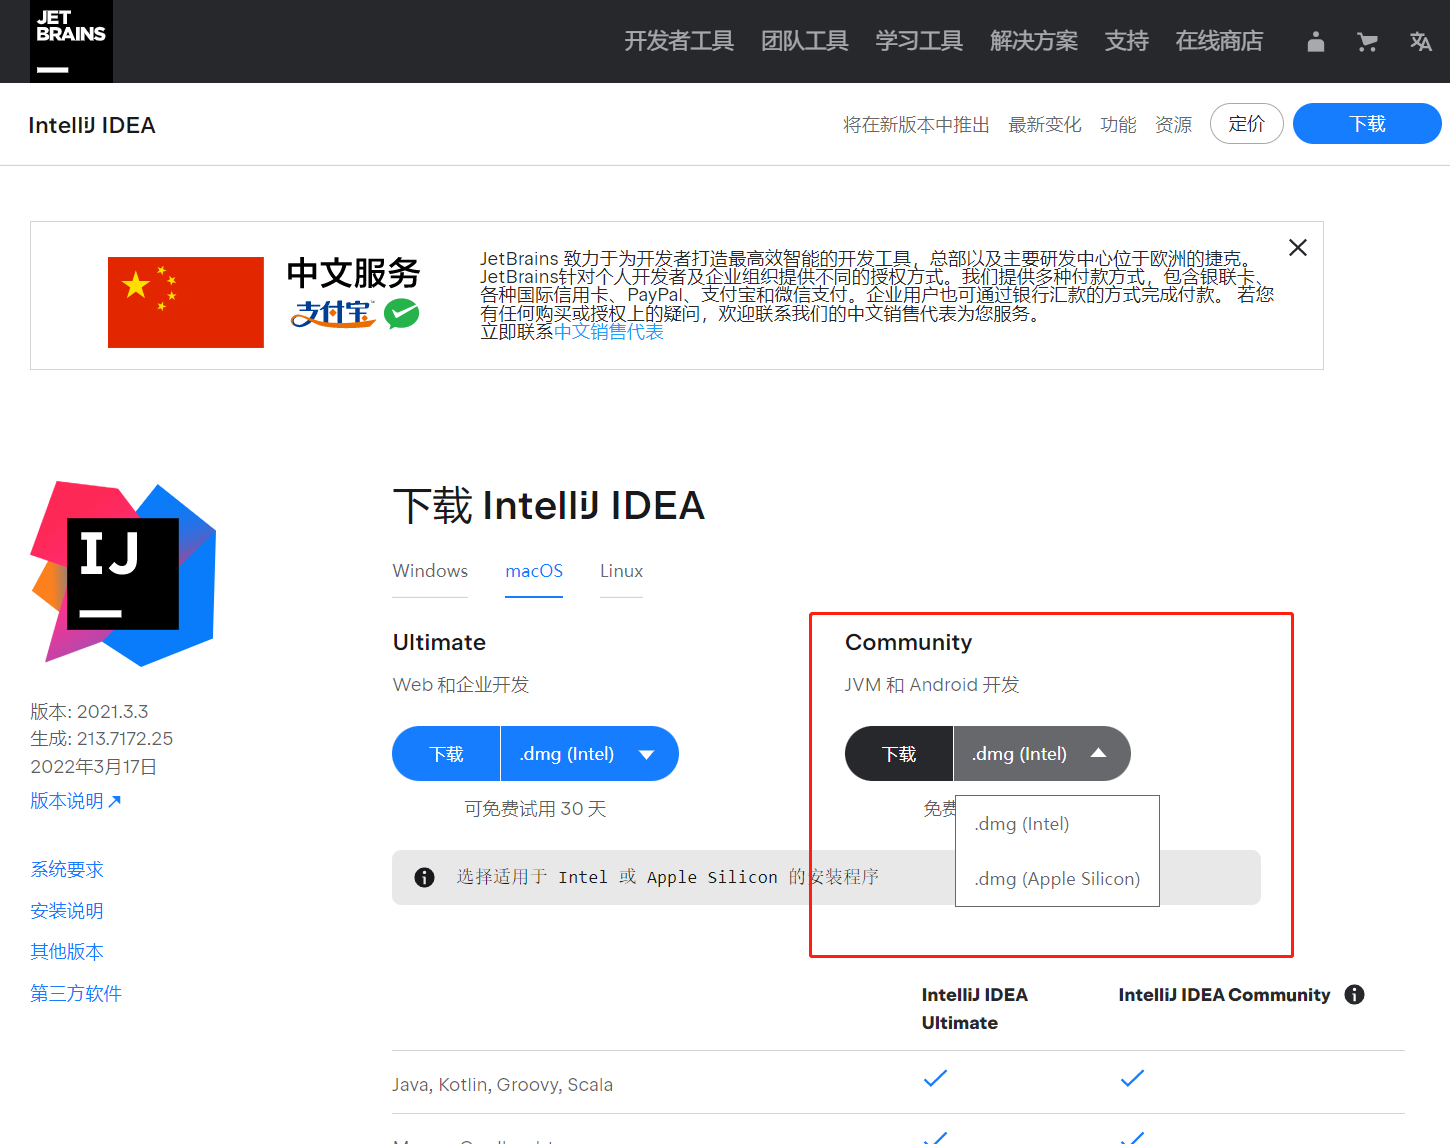 JET
BRAINS
开发者工具 团队工具 学习工具 解决方案 支持 在线商店
IntelliJ IDEA
将在新版本中推出 最新变化 功能 资源 定价 下载
中文服务
支付宝
JetBrains 致力于为开发者打造最高效智能的开发工具，总部以及主要研发中心位于欧洲的捷克。
JetBrains针对个人开发者及企业组织提供不同的授权方式。我们提供多种付款方式，包含银联卡、
各种国际信用卡、PayPal、支付宝和微信支付。企业用户也可通过银行汇款的方式完成付款。 若您
有任何购买或授权上的疑问，欢迎联系我们的中文销售代表为您服务。
立即联系中文销售代表
IJ
下载 IntelliJ IDEA
Windows macOS Linux
Ultimate
Web 和企业开发
下载 .dmg (Intel)
可免费试用 30 天
Community
JVM 和 Android 开发
下载 .dmg (Intel)
免费
.dmg (Intel)
.dmg (Apple Silicon)
选择适用于 Intel 或 Apple Silicon 的安装程序
版本: 2021.3.3
生成: 213.7172.25
2022年3月17日
版本说明
系统要求
安装说明
其他版本
第三方软件
IntelliJ IDEA
Ultimate
IntelliJ IDEA Community
Java, Kotlin, Groovy, Scala